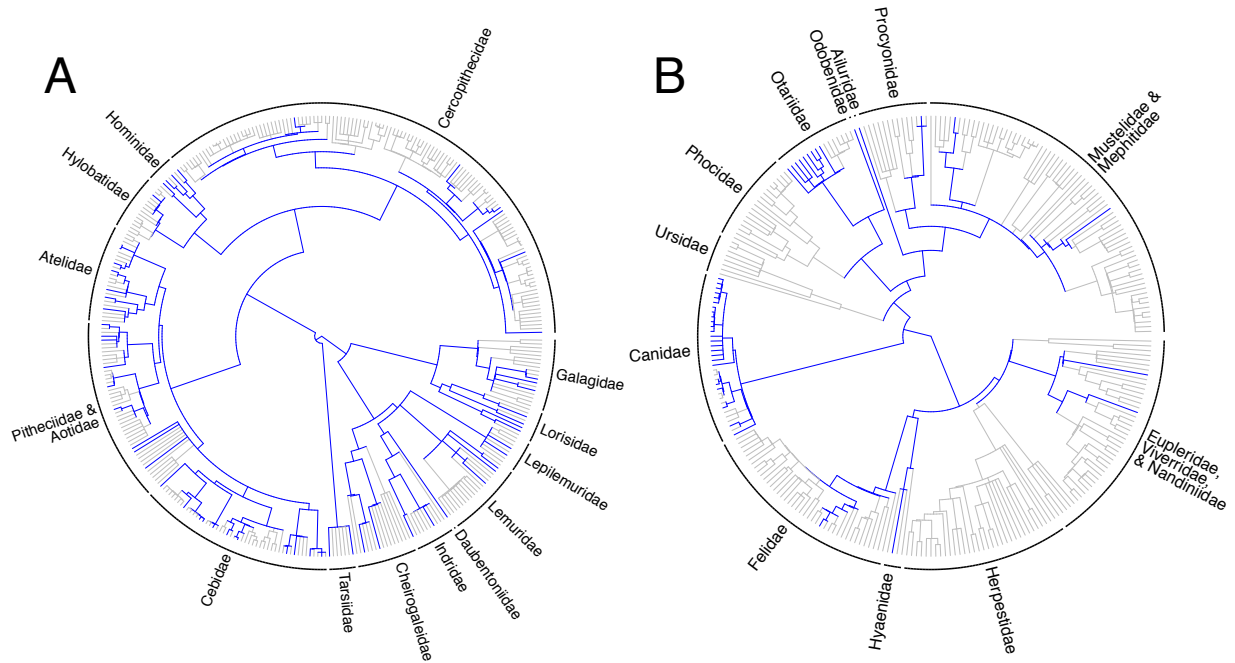 A
Cercopithecidae
Hominidae
Hylobatidae
Atelidae
Pitheciidae &
Aotidae
Cebidae
Tarsiidae
Cheirogaleidae
Indridae
Daubentoniidae
Lemuridae
Lepilemuridae
Lorisidae
Galagidae
B
Procyonidae
Ailuridae
Odobenidae
Otariidae
Phocidae
Ursidae
Canidae
Felidae
Hyaenidae
Herpestidae
Eupleridae,
Viverridae,
& Nandiniidae
Mustelidae &
Mephitidae